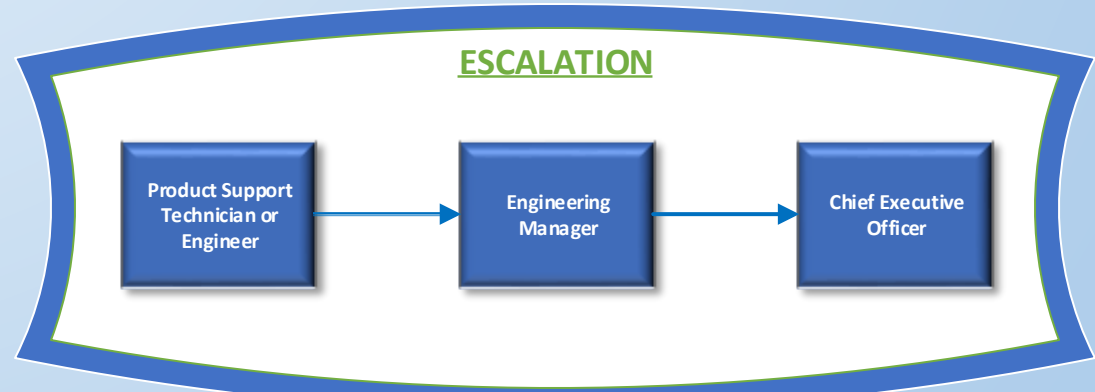 ESCALATION
Product Support
Technician or
Engineer
Engineering
Manager
Chief Executive
Officer